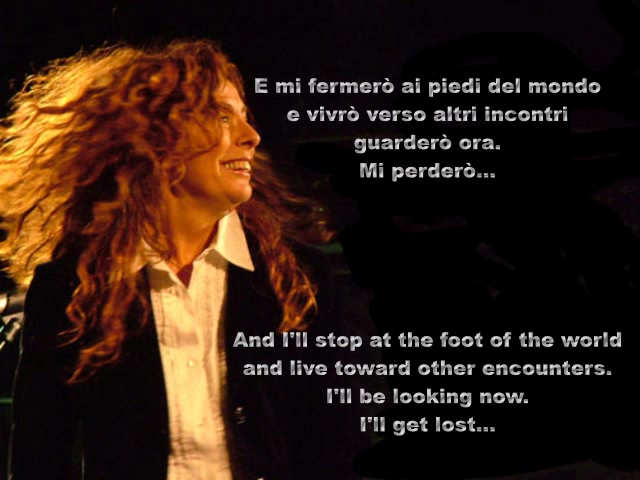 E mi fermerò ai piedi del mondo
e vivrò verso altri incontri
guarderò ora.
Mi perderò...
And I'll stop at the foot of the world
and live toward other encounters.
I'll be looking now.
I'll get lost...